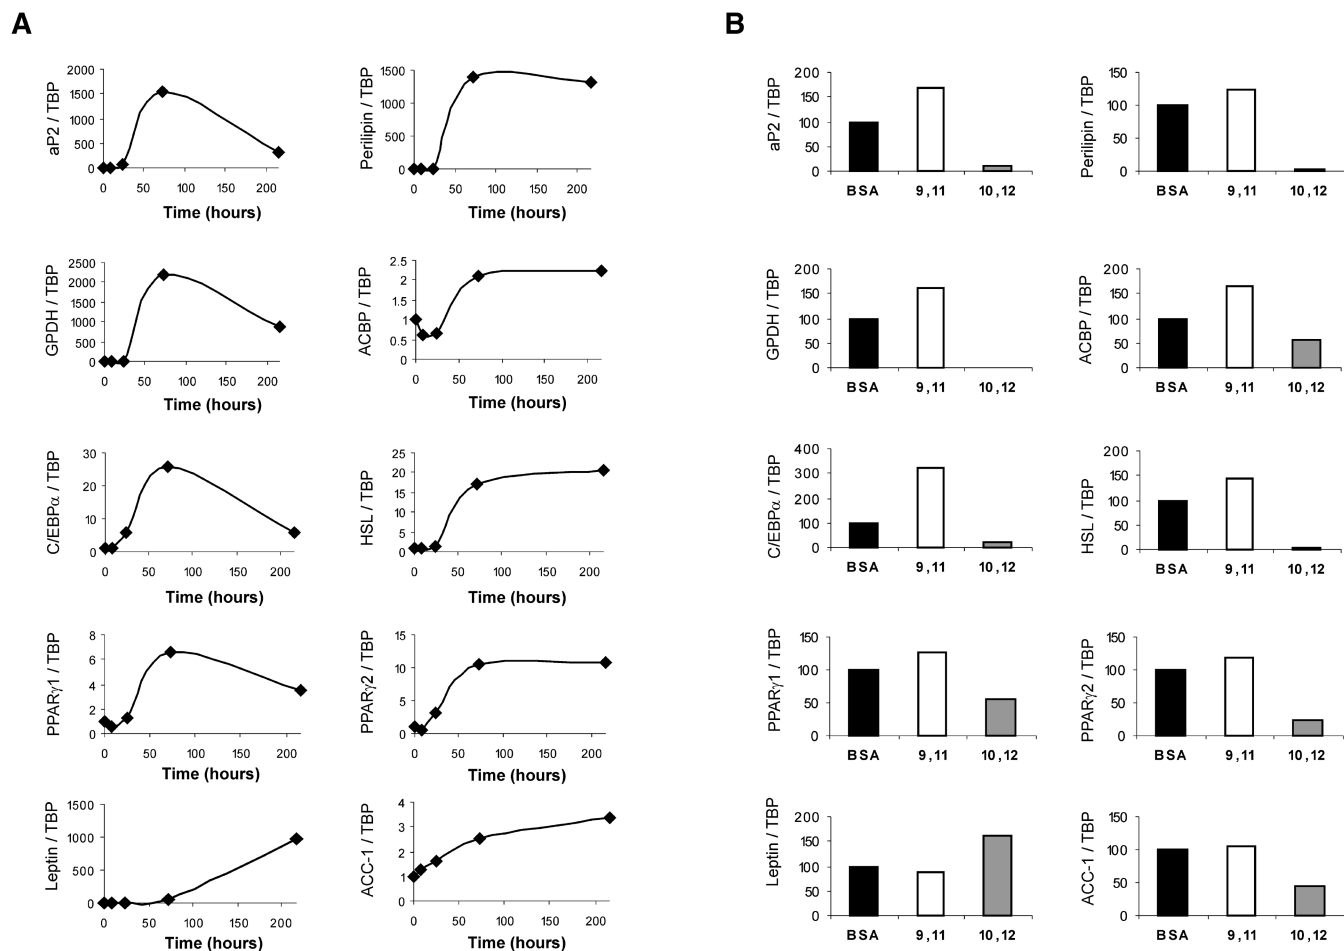 A
B
aP2 / TBP
2000
1500
1000
500
0
0 50 100 150 200
Time (hours)
Perilipin / TBP
1500
1000
500
0
0 50 100 150 200
Time (hours)
GPDH / TBP
2500
2000
1500
1000
500
0
0 50 100 150 200
Time (hours)
ACBP / TBP
2.5
2
1.5
1
0.5
0
0 50 100 150 200
Time (hours)
C/EBPα / TBP
30
20
10
0
0 50 100 150 200
Time (hours)
HSL / TBP
25
20
15
10
5
0
0 50 100 150 200
Time (hours)
PPARγ1 / TBP
8
6
4
2
0
0 50 100 150 200
Time (hours)
PPARγ2 / TBP
15
10
5
0
0 50 100 150 200
Time (hours)
Leptin / TBP
1500
1000
500
0
0 50 100 150 200
Time (hours)
ACC-1 / TBP
4
3
2
1
0
0 50 100 150 200
Time (hours)
aP2 / TBP
200
150
100
50
0
BSA 9,11 10,12
Perilipin / TBP
150
100
50
0
BSA 9,11 10,12
GPDH / TBP
200
150
100
50
0
BSA 9,11 10,12
ACBP / TBP
200
150
100
50
0
BSA 9,11 10,12
C/EBPα / TBP
400
300
200
100
0
BSA 9,11 10,12
HSL / TBP
200
150
100
50
0
BSA 9,11 10,12
PPARγ1 / TBP
150
100
50
0
BSA 9,11 10,12
PPARγ2 / TBP
150
100
50
0
BSA 9,11 10,12
Leptin / TBP
200
150
100
50
0
BSA 9,11 10,12
ACC-1 / TBP
150
100
50
0
BSA 9,11 10,12